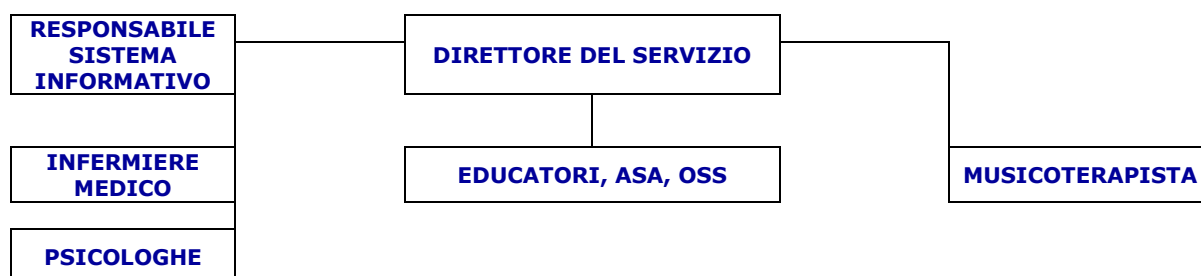 RESPONSABILE
SISTEMA
INFORMATIVO
DIRETTORE DEL SERVIZIO
INFERMIERE
MEDICO
EDUCATORI, ASA, OSS
MUSICOTERAPISTA
PSICOLOGHE